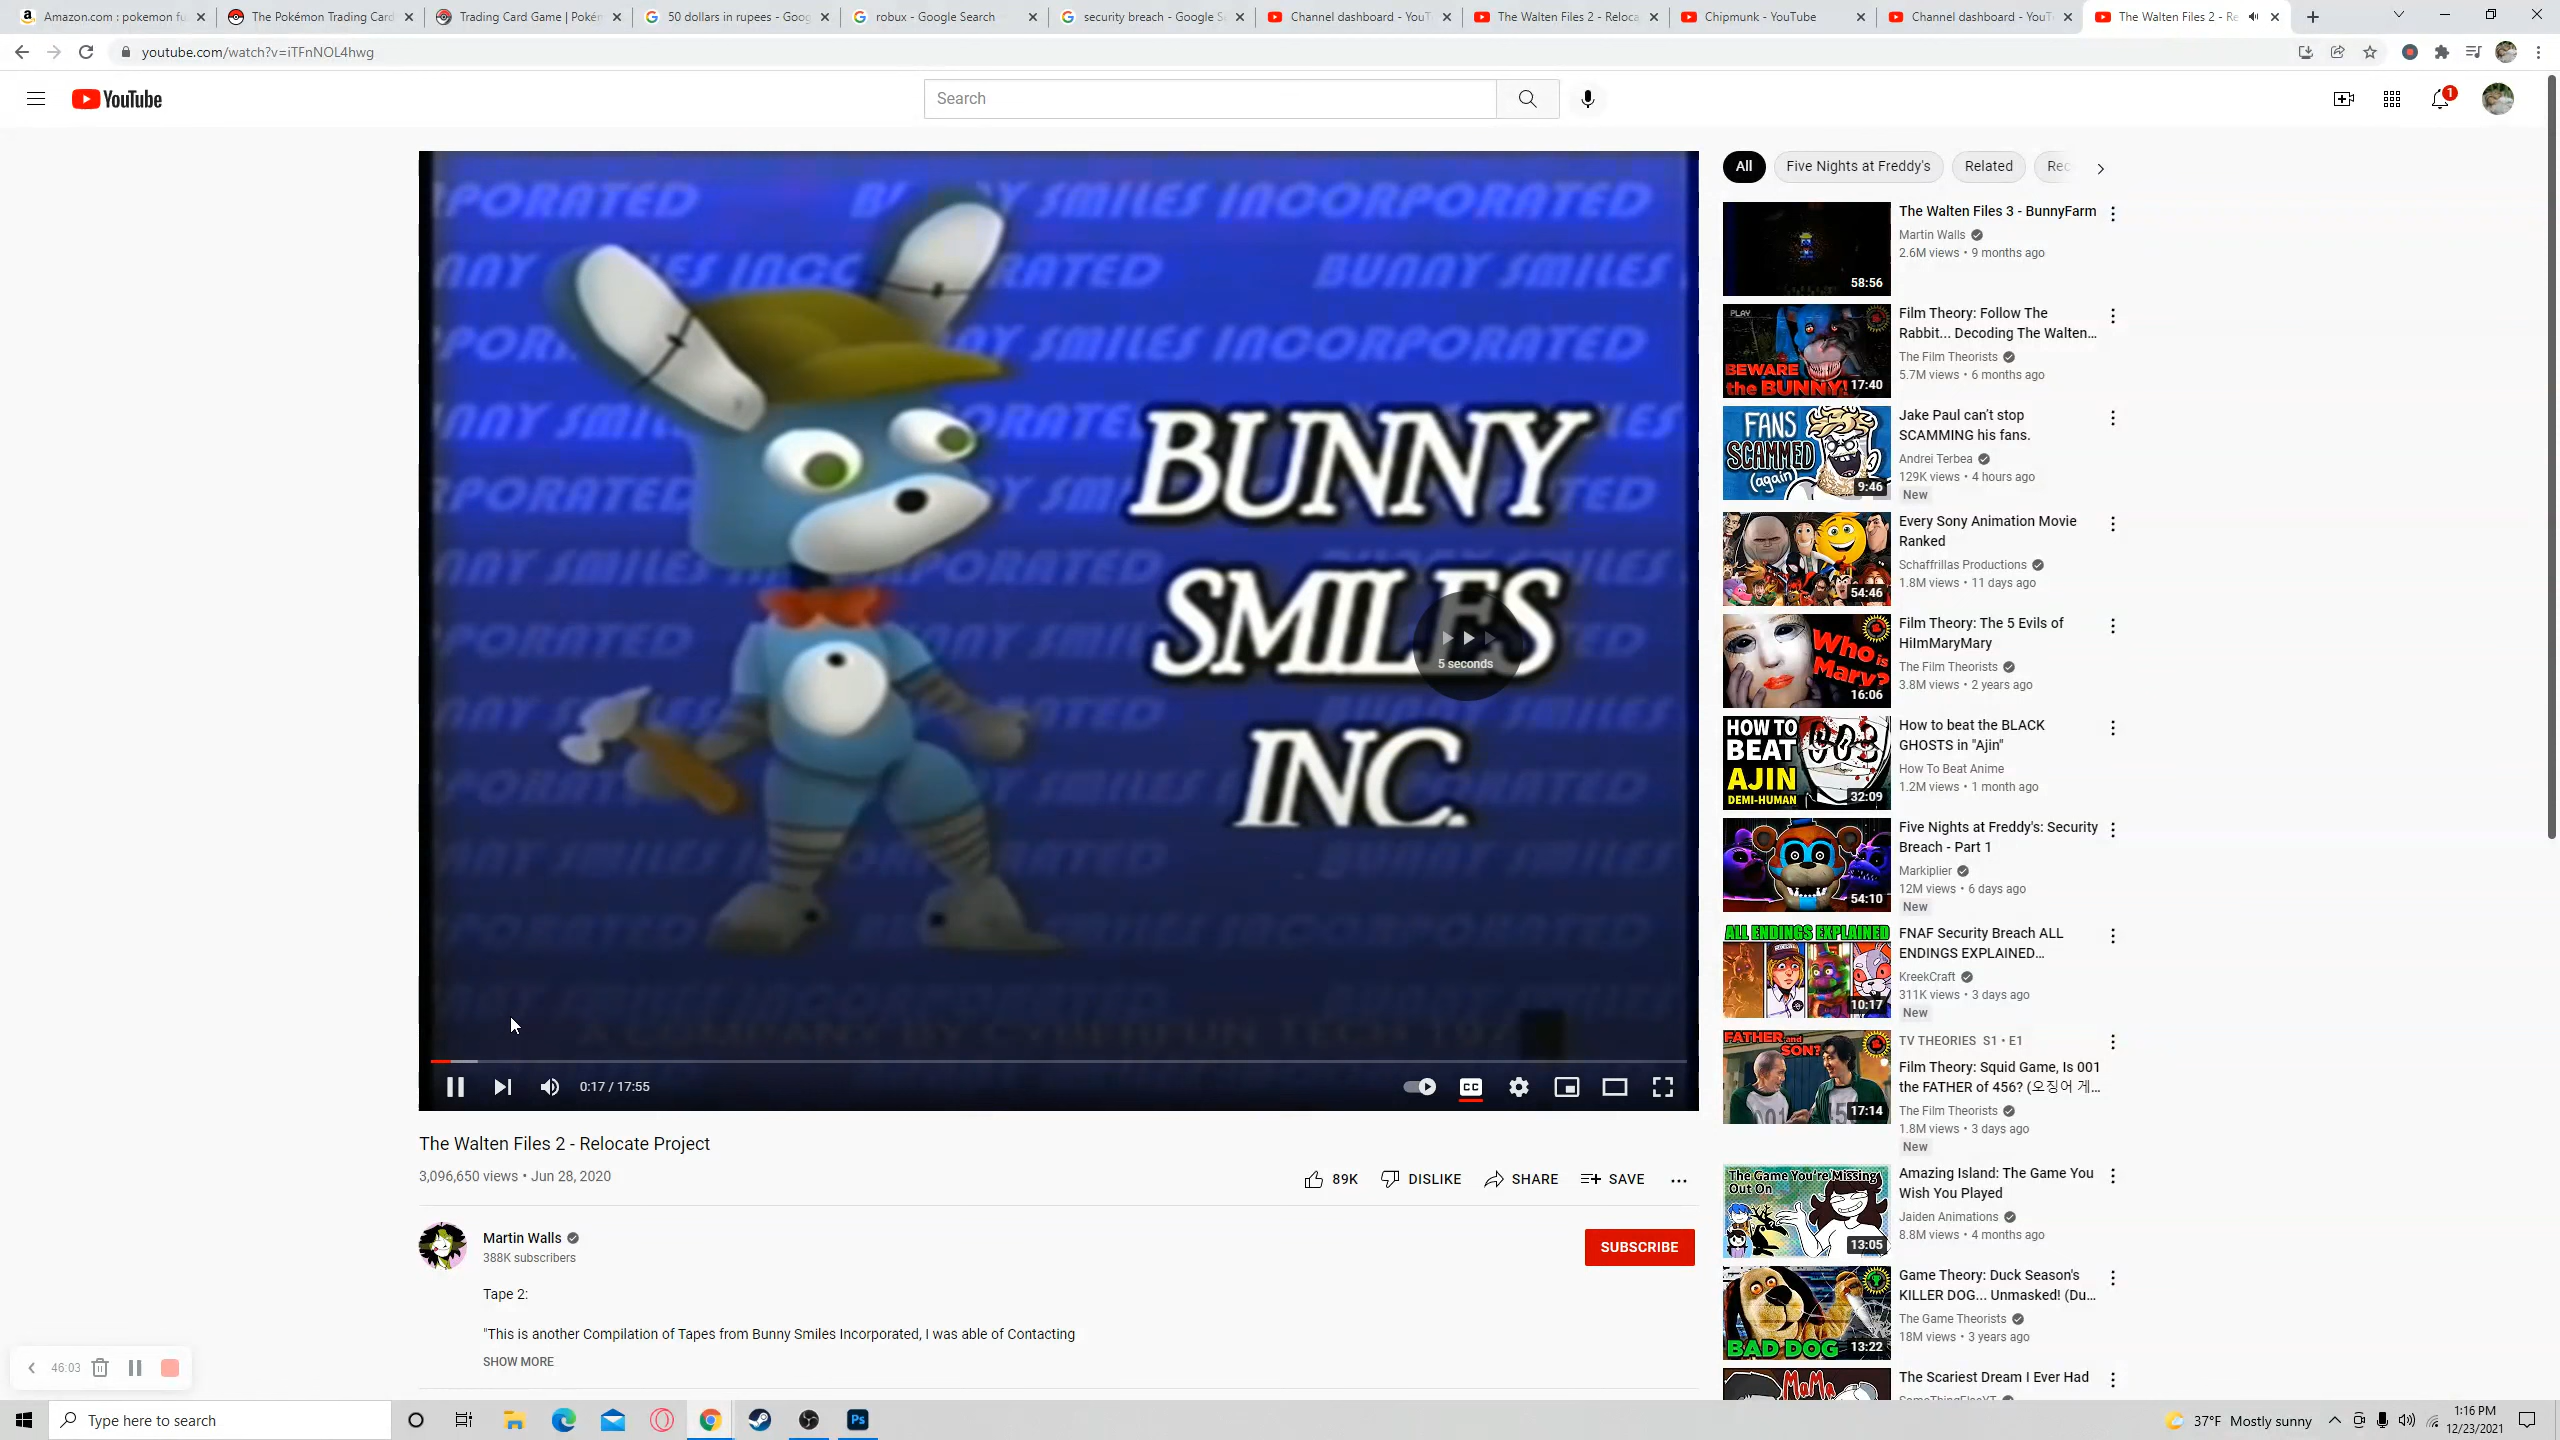 Amazon.com : pokemon fu
The Pokémon Trading Card
Trading Card Game | Pokém
50 dollars in rupees - Goog
robux - Google Search
security breach - Google Se
Channel dashboard - YouT
The Walten Files 2 - Reloca
Chipmunk - YouTube
Channel dashboard - YouT
The Walten Files 2 - Re
youtube.com/watch?v=iTFnNOL4hwg
YouTube
Search
1
BUNNY SMILES INCORPORATED
BUNNY
SMILES
INC.
5 seconds
0:17 / 17:55
CC
The Walten Files 2 - Relocate Project
3,096,650 views • Jun 28, 2020
89K
DISLIKE
SHARE
SAVE
Martin Walls
388K subscribers
SUBSCRIBE
Tape 2:
"This is another Compilation of Tapes from Bunny Smiles Incorporated, I was able of Contacting
SHOW MORE
All
Five Nights at Freddy's
Related
Rec
58:56
The Walten Files 3 - BunnyFarm
Martin Walls
2.6M views • 9 months ago
PLAY
BEWARE
the BUNNY!
17:40
Film Theory: Follow The
Rabbit... Decoding The Walten...
The Film Theorists
5.7M views • 6 months ago
FANS
SCAMMED
(again)
9:46
Jake Paul can't stop
SCAMMING his fans.
Andrei Terbea
129K views • 4 hours ago
New
54:46
Every Sony Animation Movie
Ranked
Schaffrillas Productions
1.8M views • 11 days ago
Who is
Mary?
16:06
Film Theory: The 5 Evils of
HiImMaryMary
The Film Theorists
3.8M views • 2 years ago
HOW TO
BEAT
AJIN
DEMI-HUMAN
32:09
How to beat the BLACK
GHOSTS in "Ajin"
How To Beat Anime
1.2M views • 1 month ago
54:10
Five Nights at Freddy's: Security
Breach - Part 1
Markiplier
12M views • 6 days ago
New
ALL ENDINGS EXPLAINED
10:17
FNAF Security Breach ALL
ENDINGS EXPLAINED...
KreekCraft
311K views • 3 days ago
New
FATHER and
SON?
17:14
TV THEORIES S1 • E1
Film Theory: Squid Game, Is 001
the FATHER of 456? (오징어 게...
The Film Theorists
1.8M views • 3 days ago
New
The Game You're Missing
Out On
13:05
Amazing Island: The Game You
Wish You Played
Jaiden Animations
8.8M views • 4 months ago
BAD DOG
13:22
Game Theory: Duck Season's
KILLER DOG... Unmasked! (Du...
The Game Theorists
18M views • 3 years ago
MaMa
The Scariest Dream I Ever Had
SomeThingElseYT
46:03
Type here to search
Ps
37°F Mostly sunny
1:16 PM
12/23/2021